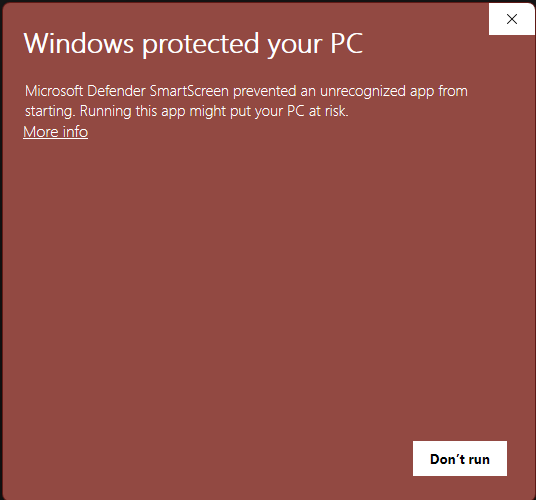 Windows protected your PC
Microsoft Defender SmartScreen prevented an unrecognized app from
starting. Running this app might put your PC at risk.
More info
Don’t run